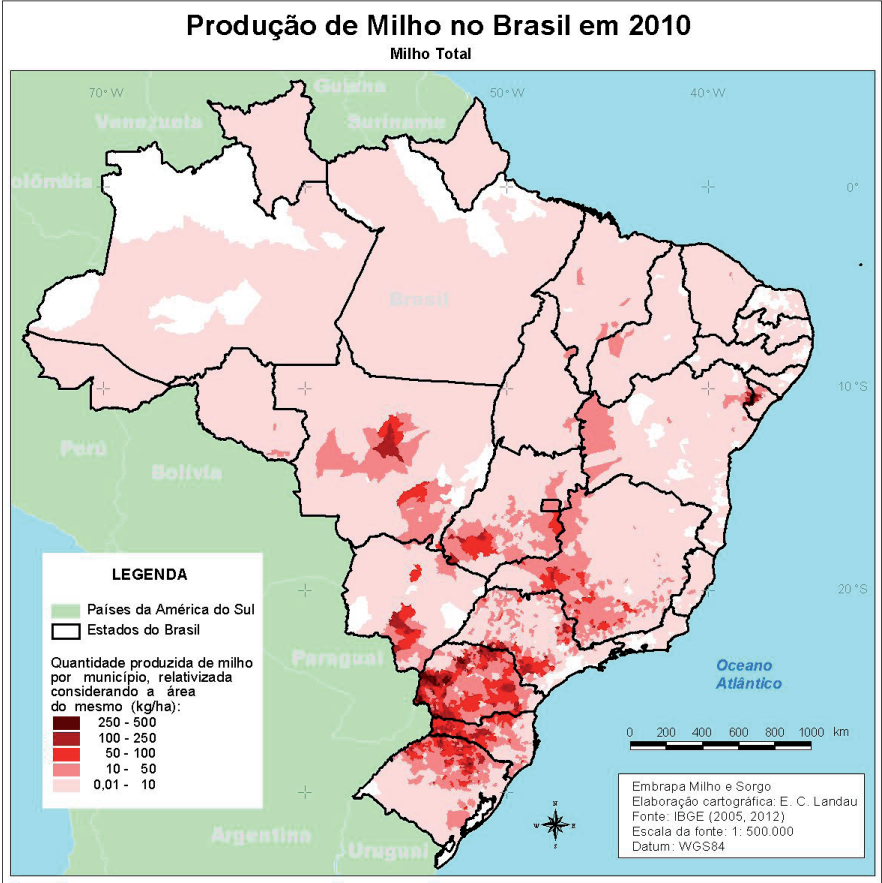 Produção de Milho no Brasil em 2010
Milho Total
70° W
50° W
40° W
Guiana
Venezuela
Suriname
olômbia
0°
Brasil
10° S
Perú
Bolívia
20° S
Paraguai
Oceano
Atlântico
Argentina
Uruguai
LEGENDA
Países da América do Sul
Estados do Brasil
Quantidade produzida de milho
por município, relativizada
considerando a área
do mesmo (kg/ha):
250 - 500
100 - 250
50 - 100
10 - 50
0,01 - 10
0 200 400 600 800 1000 km
N
W E
S
Embrapa Milho e Sorgo
Elaboração cartográfica: E. C. Landau
Fonte: IBGE (2005, 2012)
Escala da fonte: 1: 500.000
Datum: WGS84